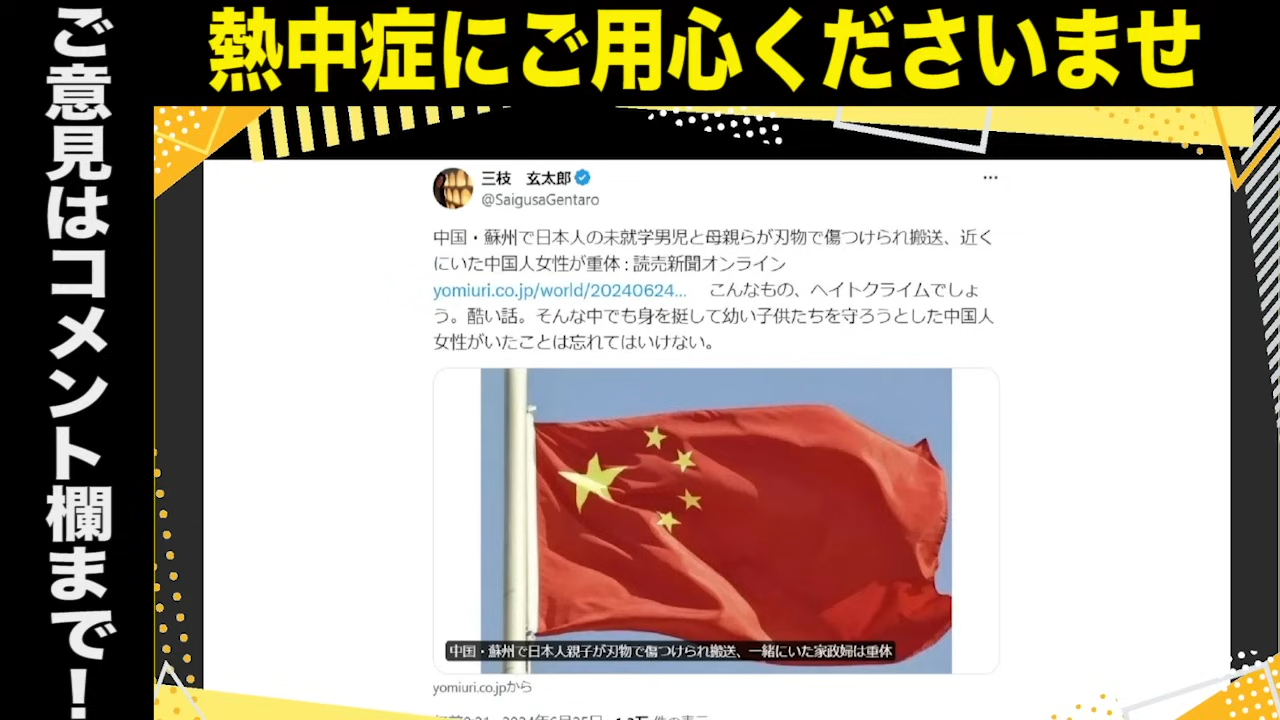 熱中症にご用心くださいませ
ご意見はコメント欄まで!
三枝 玄太郎
@SaigusaGentaro
中国・蘇州で日本人の未就学男児と母親らが刃物で傷つけられ搬送、近く
にいた中国人女性が重体 : 読売新聞オンライン
yomiuri.co.jp/world/20240624... こんなもの、ヘイトクライムでしょ
う。酷い話。そんな中でも身を挺して幼い子供たちを守ろうとした中国人
女性がいたことは忘れてはいけない。
中国・蘇州で日本人親子が刃物で傷つけられ搬送、一緒にいた家政婦は重体
yomiuri.co.jpから